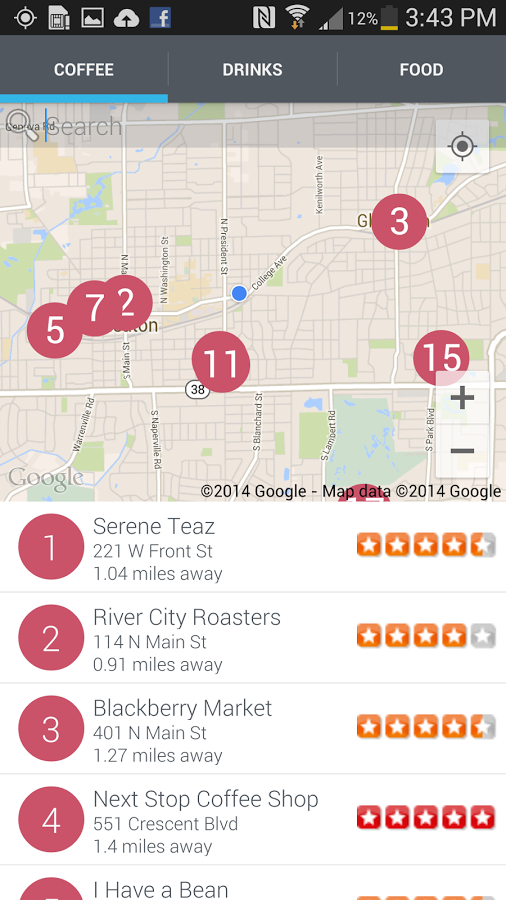 12% 3:43 PM
COFFEE DRINKS FOOD
Geneva Rd
Search
Kenilworth Ave
N President St
N Washington St
College Ave
3
5
7
2
11
15
S Main St
38
Warrenville Rd
S Naperville Rd
S Blanchard St
S Lambert Rd
S Park Blvd
+
−
Google
©2014 Google - Map data ©2014 Google
1
Serene Teaz
221 W Front St
1.04 miles away
2
River City Roasters
114 N Main St
0.91 miles away
3
Blackberry Market
401 N Main St
1.27 miles away
4
Next Stop Coffee Shop
551 Crescent Blvd
1.4 miles away
I Have a Bean